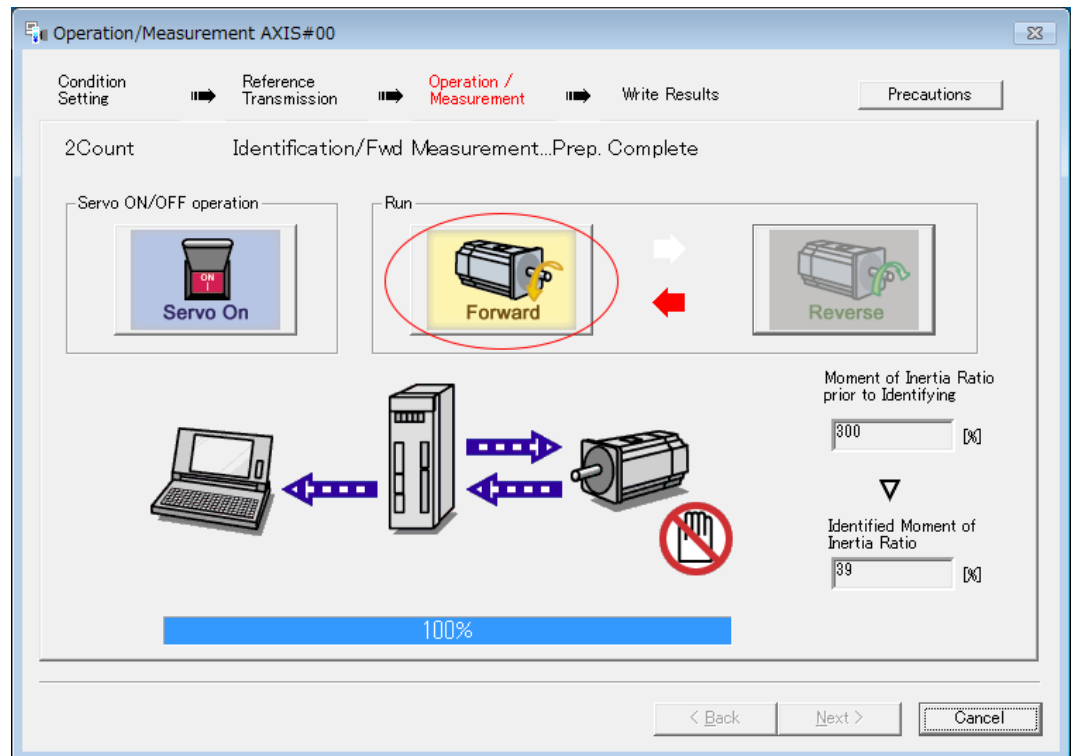 Operation/Measurement AXIS#00
Condition
Setting
Reference
Transmission
Operation /
Measurement
Write Results
Precautions
2Count
Identification/Fwd Measurement...Prep. Complete
Servo ON/OFF operation
Run
ON
I
Servo On
Forward
Reverse
Moment of Inertia Ratio
prior to Identifying
300 [%]
Identified Moment of
Inertia Ratio
39 [%]
100%
< Back
Next >
Cancel